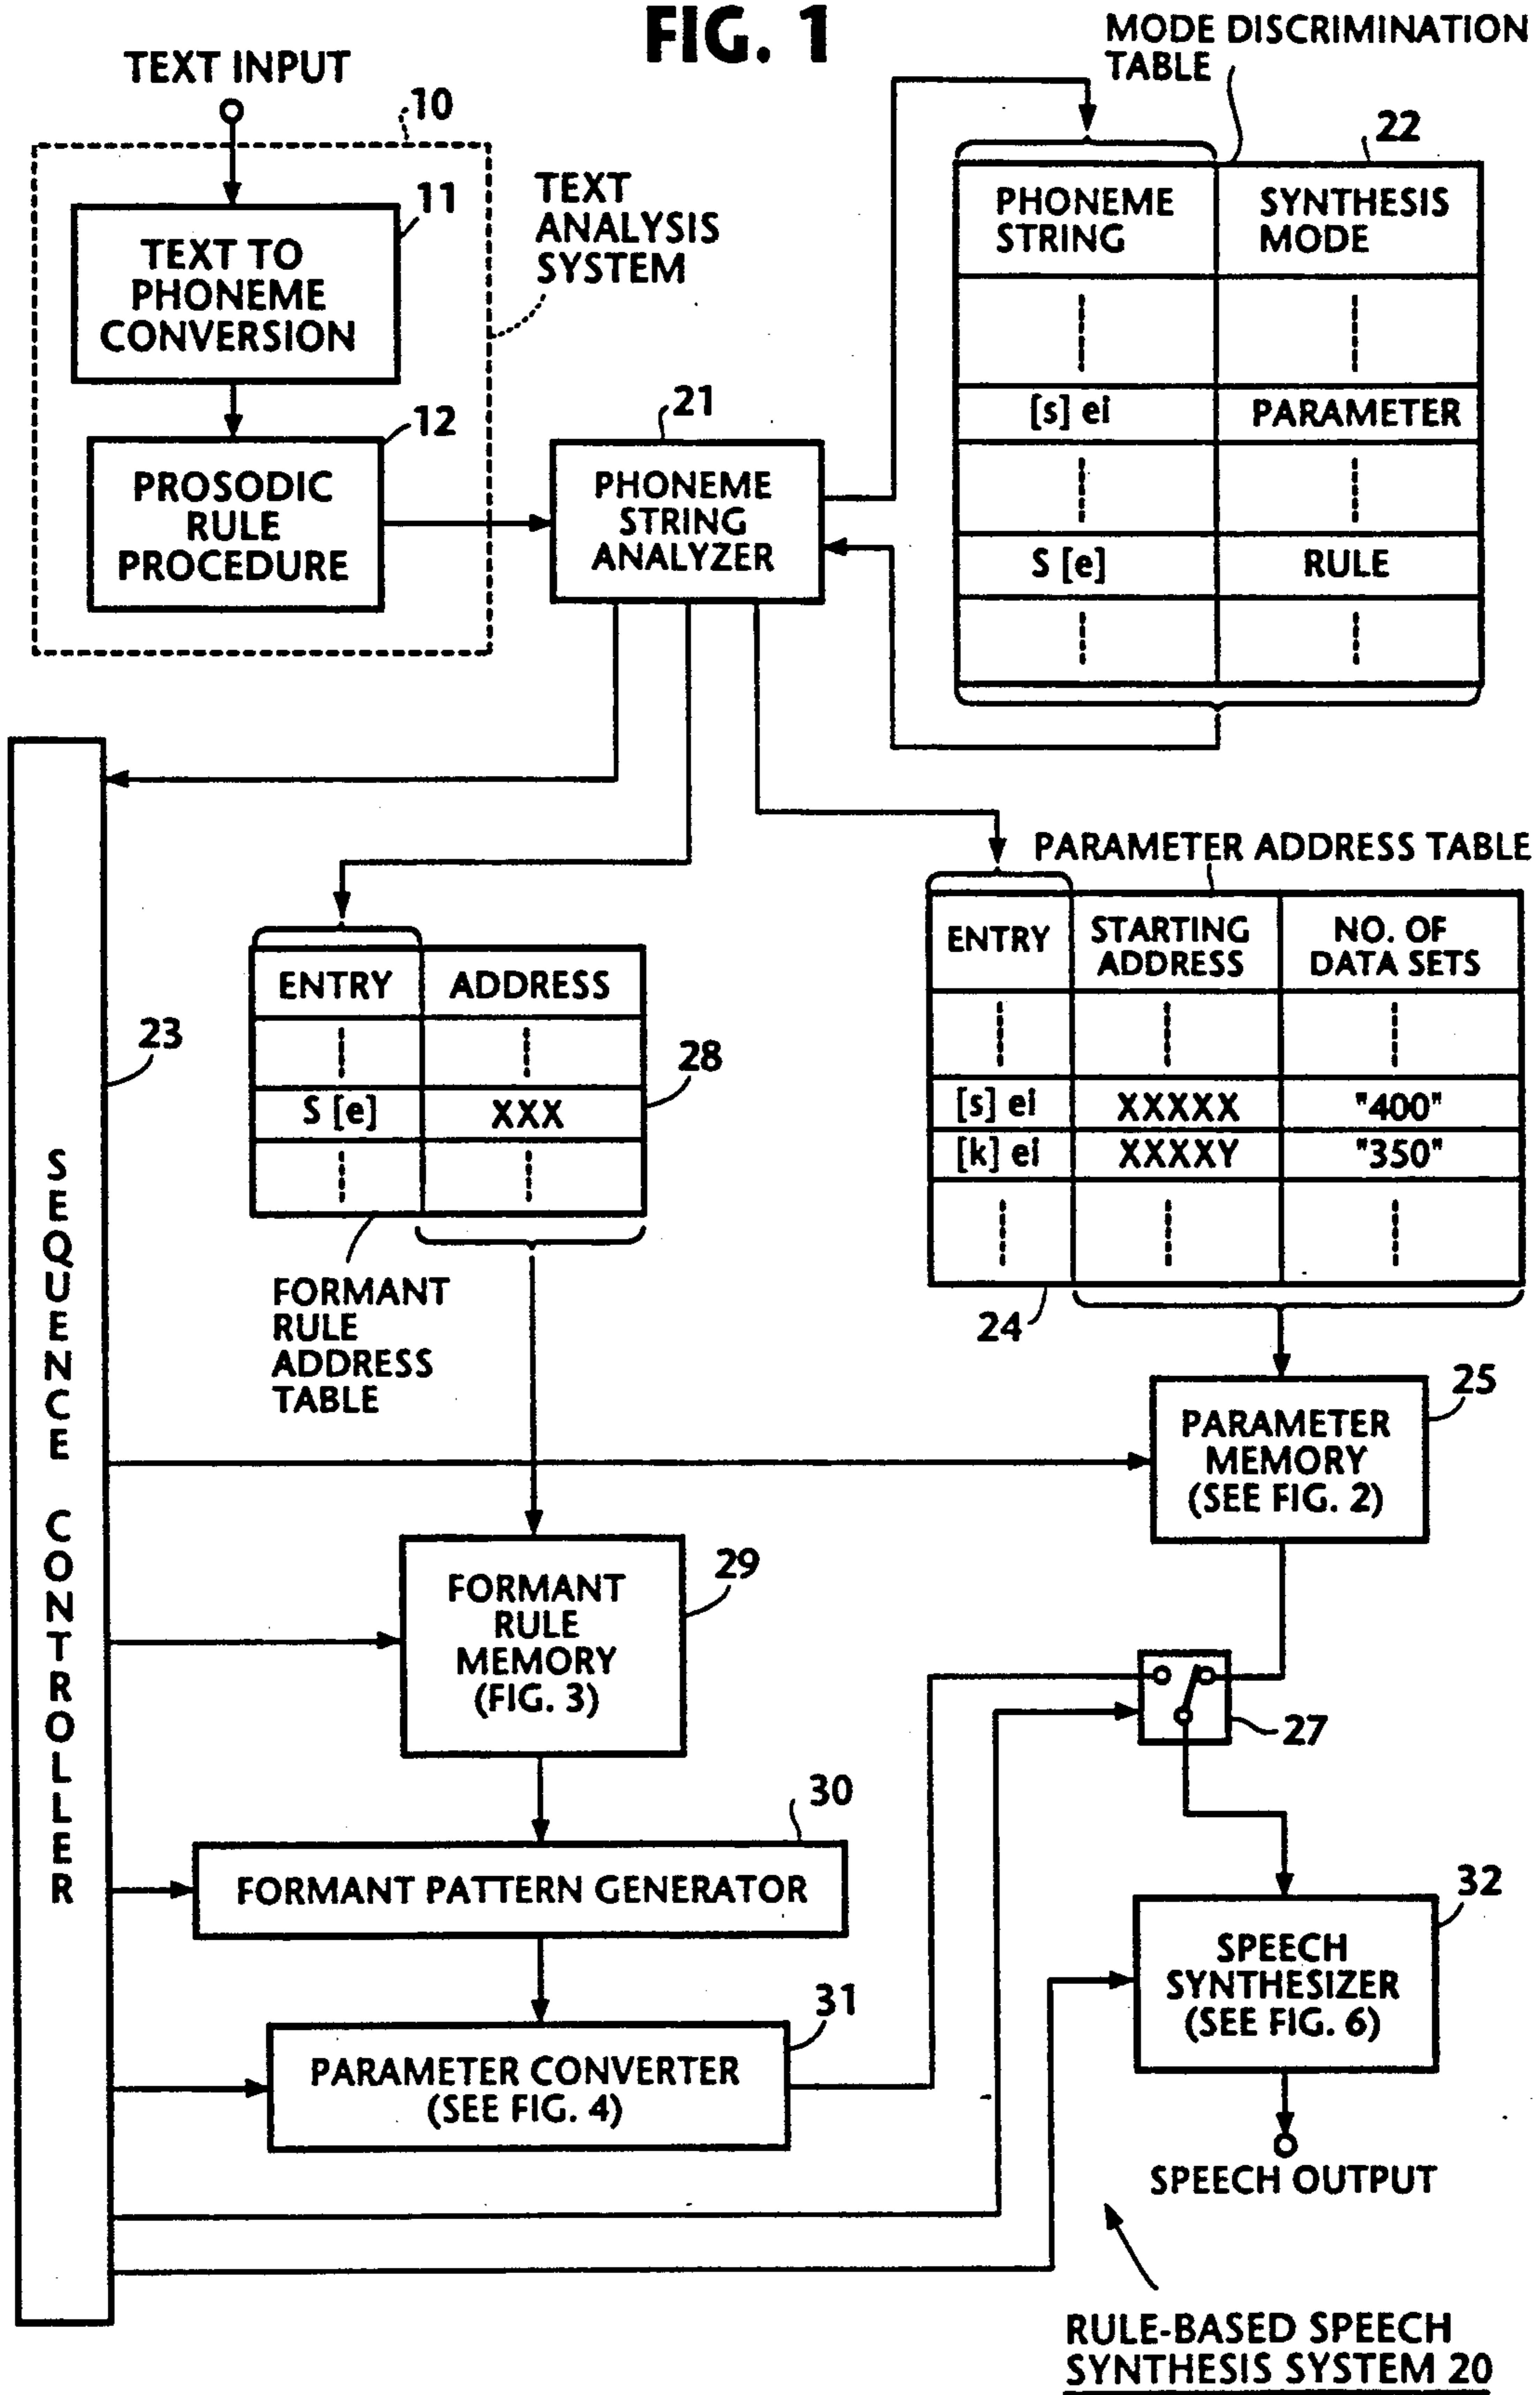 FIG. 1
TEXT INPUT
10
11
TEXT TO
PHONEME
CONVERSION
12
PROSODIC
RULE
PROCEDURE
TEXT
ANALYSIS
SYSTEM
21
PHONEME
STRING
ANALYZER
MODE DISCRIMINATION
TABLE
22
PHONEME
STRING
SYNTHESIS
MODE
[s] ei
PARAMETER
S [e]
RULE
23
SEQUENCE CONTROLLER
ENTRY
ADDRESS
S [e]
XXX
28
FORMANT
RULE
ADDRESS
TABLE
PARAMETER ADDRESS TABLE
ENTRY
STARTING
ADDRESS
NO. OF
DATA SETS
[s] ei
XXXXX
"400"
[k] ei
XXXXY
"350"
24
25
PARAMETER
MEMORY
(SEE FIG. 2)
29
FORMANT
RULE
MEMORY
(FIG. 3)
27
30
FORMANT PATTERN GENERATOR
31
PARAMETER CONVERTER
(SEE FIG. 4)
32
SPEECH
SYNTHESIZER
(SEE FIG. 6)
SPEECH OUTPUT
RULE-BASED SPEECH
SYNTHESIS SYSTEM 20